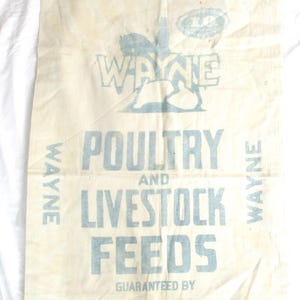 WAYNE
POULTRY
AND
LIVESTOCK
FEEDS
GUARANTEED BY
WAYNE
WAYNE